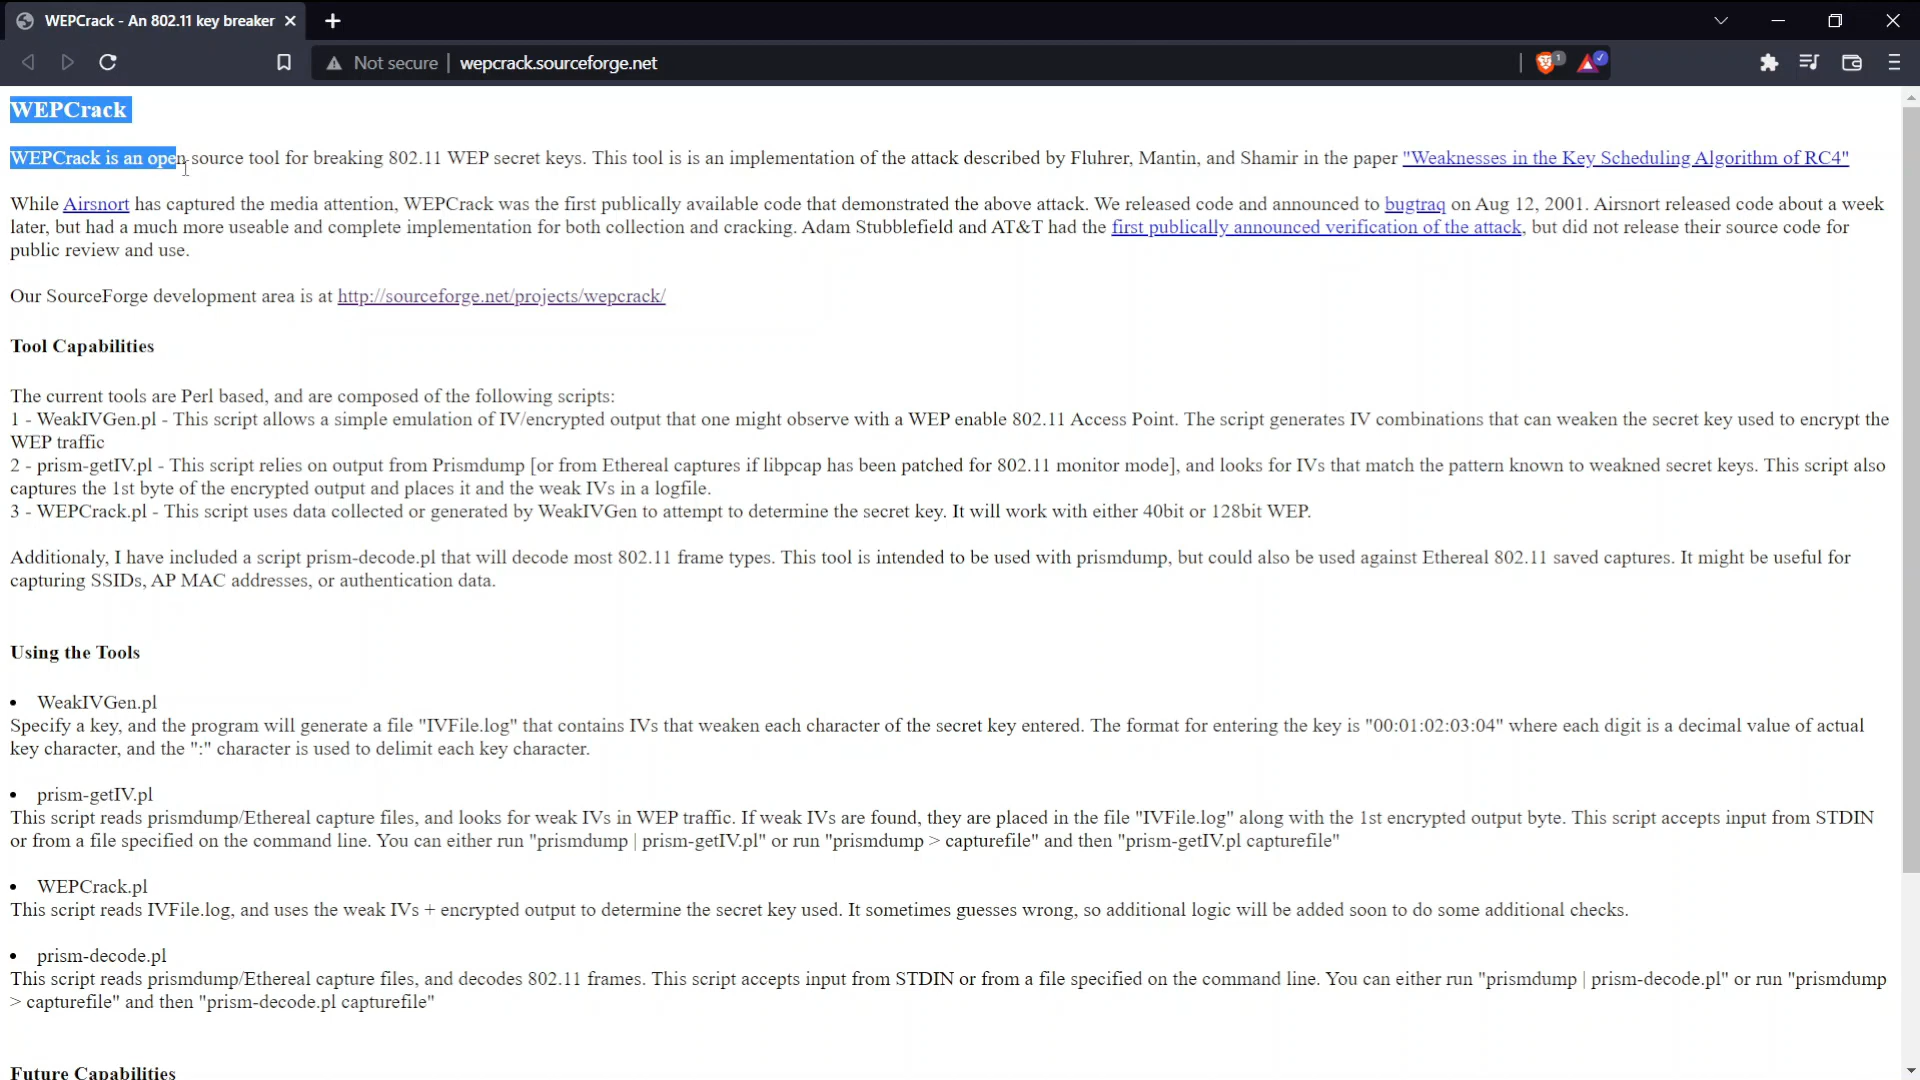 WEPCrack - An 802.11 key breaker
Not secure
wepcrack.sourceforge.net
1
WEPCrack
WEPCrack is an open source tool for breaking 802.11 WEP secret keys. This tool is is an implementation of the attack described by Fluhrer, Mantin, and Shamir in the paper "Weaknesses in the Key Scheduling Algorithm of RC4"
While Airsnort has captured the media attention, WEPCrack was the first publically available code that demonstrated the above attack. We released code and announced to bugtraq on Aug 12, 2001. Airsnort released code about a week
later, but had a much more useable and complete implementation for both collection and cracking. Adam Stubblefield and AT&T had the first publically announced verification of the attack, but did not release their source code for
public review and use.
Our SourceForge development area is at http://sourceforge.net/projects/wepcrack/
Tool Capabilities
The current tools are Perl based, and are composed of the following scripts:
1 - WeakIVGen.pl - This script allows a simple emulation of IV/encrypted output that one might observe with a WEP enable 802.11 Access Point. The script generates IV combinations that can weaken the secret key used to encrypt the
WEP traffic
2 - prism-getIV.pl - This script relies on output from Prismdump [or from Ethereal captures if libpcap has been patched for 802.11 monitor mode], and looks for IVs that match the pattern known to weakned secret keys. This script also
captures the 1st byte of the encrypted output and places it and the weak IVs in a logfile.
3 - WEPCrack.pl - This script uses data collected or generated by WeakIVGen to attempt to determine the secret key. It will work with either 40bit or 128bit WEP.
Additionaly, I have included a script prism-decode.pl that will decode most 802.11 frame types. This tool is intended to be used with prismdump, but could also be used against Ethereal 802.11 saved captures. It might be useful for
capturing SSIDs, AP MAC addresses, or authentication data.
Using the Tools
• WeakIVGen.pl
Specify a key, and the program will generate a file "IVFile.log" that contains IVs that weaken each character of the secret key entered. The format for entering the key is "00:01:02:03:04" where each digit is a decimal value of actual
key character, and the ":" character is used to delimit each key character.
• prism-getIV.pl
This script reads prismdump/Ethereal capture files, and looks for weak IVs in WEP traffic. If weak IVs are found, they are placed in the file "IVFile.log" along with the 1st encrypted output byte. This script accepts input from STDIN
or from a file specified on the command line. You can either run "prismdump | prism-getIV.pl" or run "prismdump > capturefile" and then "prism-getIV.pl capturefile"
• WEPCrack.pl
This script reads IVFile.log, and uses the weak IVs + encrypted output to determine the secret key used. It sometimes guesses wrong, so additional logic will be added soon to do some additional checks.
• prism-decode.pl
This script reads prismdump/Ethereal capture files, and decodes 802.11 frames. This script accepts input from STDIN or from a file specified on the command line. You can either run "prismdump | prism-decode.pl" or run "prismdump
> capturefile" and then "prism-decode.pl capturefile"
Future Capabilities